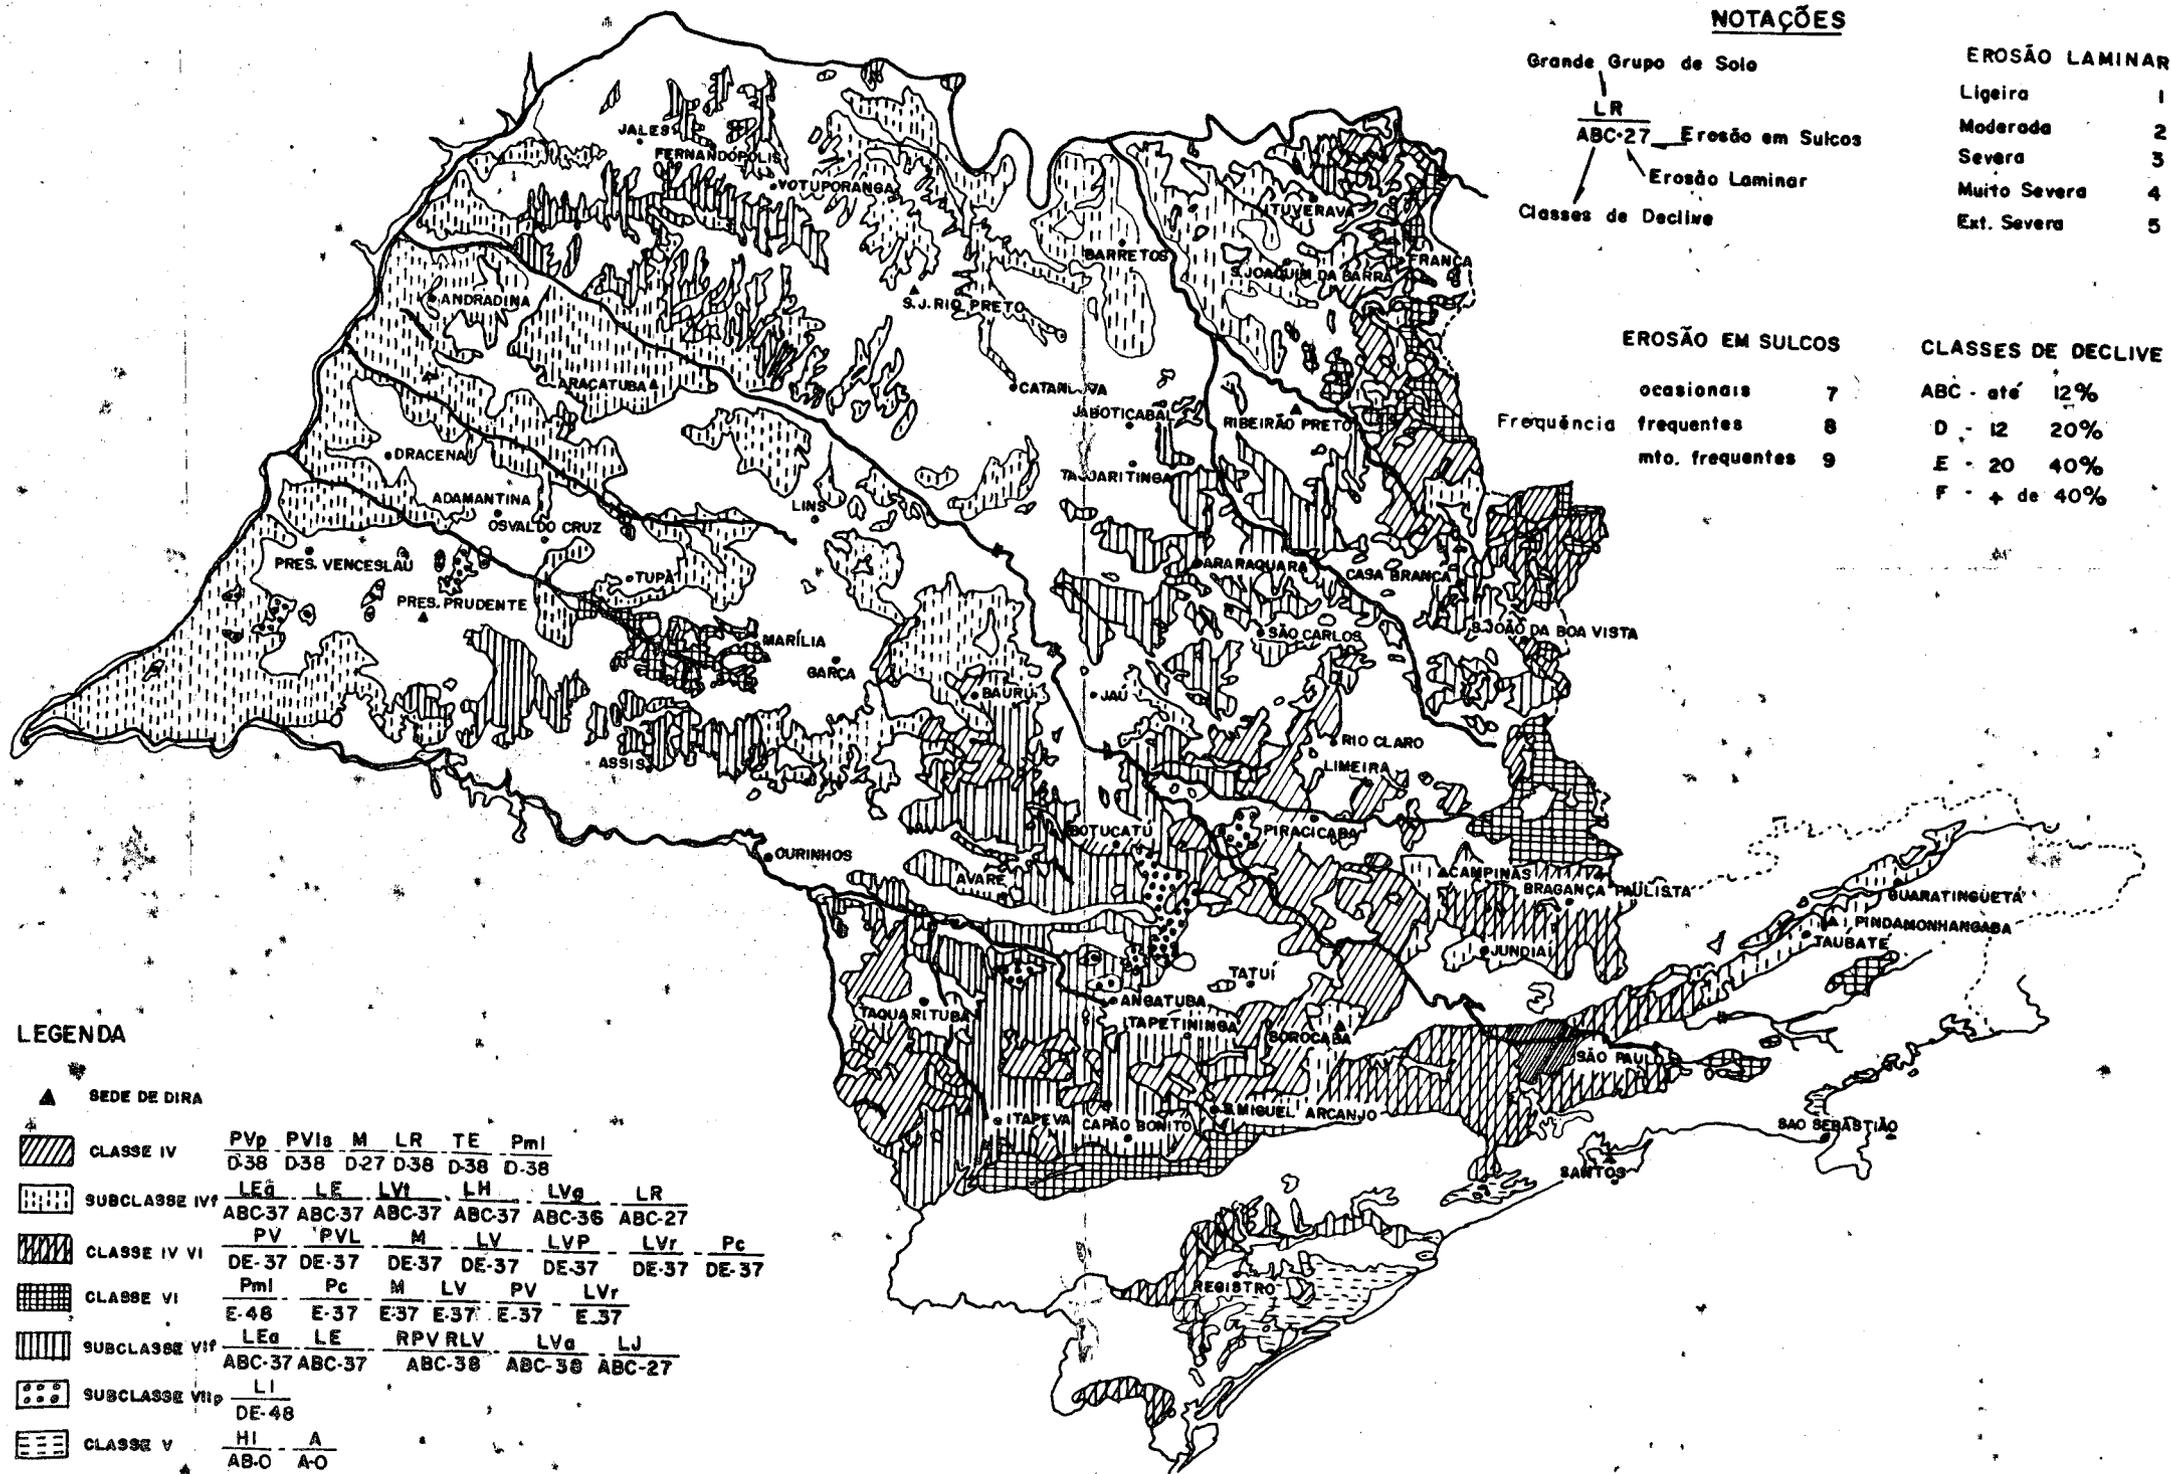 NOTAÇÕES
Grande Grupo de Solo
LR
ABC-27 Erosão em Sulcos
Erosão Laminar
Classes de Declive
EROSÃO LAMINAR
Ligeira 1
Moderada 2
Severa 3
Muito Severa 4
Ext. Severa 5
EROSÃO EM SULCOS
ocasionais 7
Frequência frequentes 8
mto. frequentes 9
CLASSES DE DECLIVE
ABC - até 12%
D - 12 20%
E - 20 40%
F - + de 40%
JALES
FERNANDÓPOLIS
VOTUPORANGA
ITUVERAVA
BARRETOS
FRANCA
S. JOAQUIM DA BARRA
ANDRADINA
S.J. RIO PRETO
ARAÇATUBA
JABOTICABAL
RIBEIRÃO PRETO
DRACENA
TAQUARITINGA
ADAMANTINA
LINS
OSVALDO CRUZ
PRES. VENCESLAU
ARARAQUARA
CASA BRANCA
TUPÃ
PRES. PRUDENTE
SÃO CARLOS
S. JOÃO DA BOA VISTA
MARÍLIA
GARÇA
BAURU
JAÚ
RIO CLARO
ASSIS
LIMEIRA
BOTUCATÚ
PIRACICABA
OURINHOS
AVARÉ
CAMPINAS
BRAGANÇA PAULISTA
GUARATINGUETÁ
PINDAMONHANGABA
TAUBATÉ
JUNDIAÍ
TATUÍ
ANGATUBA
TAQUARITUBA
ITAPETININGA
SOROCABA
SÃO PAULO
ITAPEVA
CAPÃO BONITO
S. MIGUEL ARCANJO
SAO SEBASTIÃO
SANTOS
REGISTRO
LEGENDA
SEDE DE DIRA
CLASSE IV PVp PVls M LR TE Pml
D-38 D-38 D-27 D-38 D-38 D-38
SUBCLASSE IVf LEa LE LVt LH LVa LR
ABC-37 ABC-37 ABC-37 ABC-37 ABC-36 ABC-27
CLASSE IV VI PV PVL M LV LVP LVr Pc
DE-37 DE-37 DE-37 DE-37 DE-37 DE-37 DE-37
CLASSE VI Pml Pc M LV PV LVr
E-48 E-37 E-37 E-37 E-37 E-37
SUBCLASSE VIf LEa LE RPV RLV LVa LJ
ABC-37 ABC-37 ABC-38 ABC-38 ABC-27
SUBCLASSE VIIp LI
DE-48
CLASSE V HI - A
AB-0 A-0